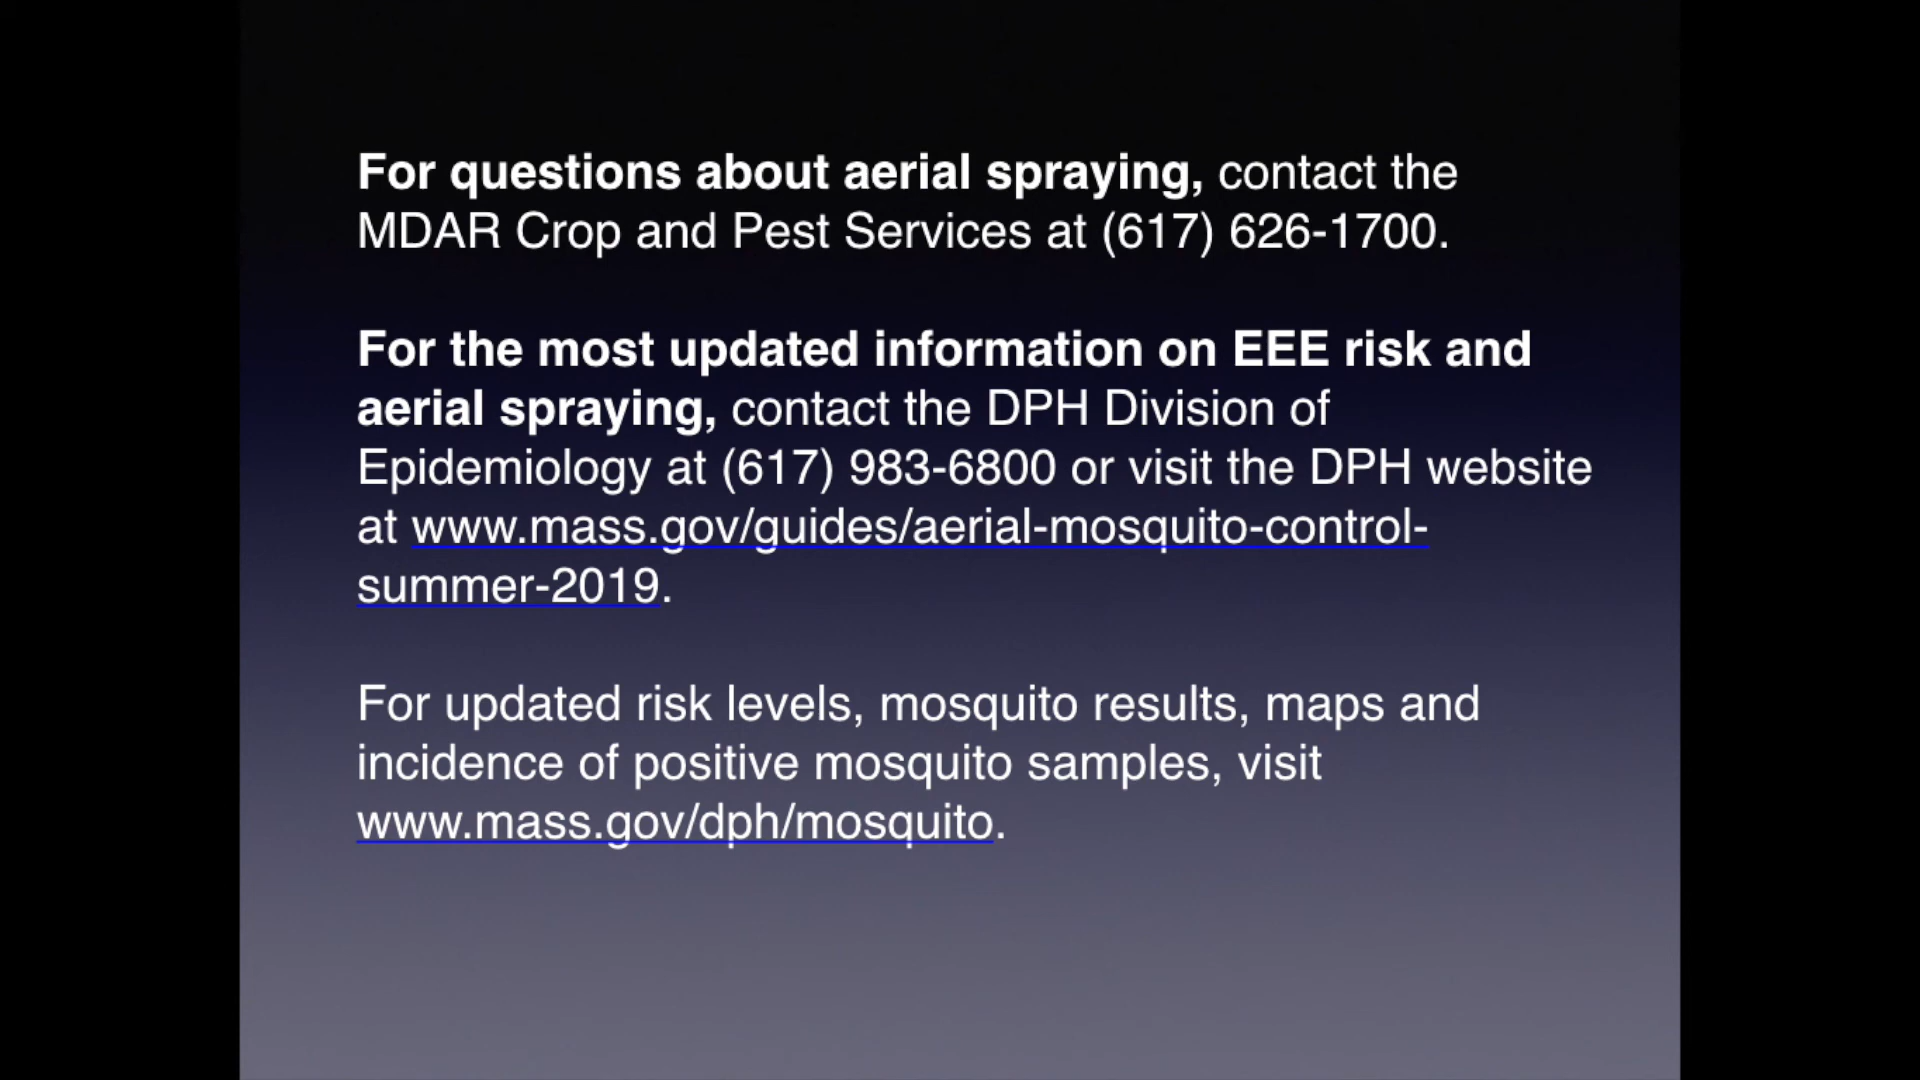 For questions about aerial spraying, contact the
MDAR Crop and Pest Services at (617) 626-1700.
For the most updated information on EEE risk and
aerial spraying, contact the DPH Division of
Epidemiology at (617) 983-6800 or visit the DPH website
at www.mass.gov/guides/aerial-mosquito-control-
summer-2019.
For updated risk levels, mosquito results, maps and
incidence of positive mosquito samples, visit
www.mass.gov/dph/mosquito.